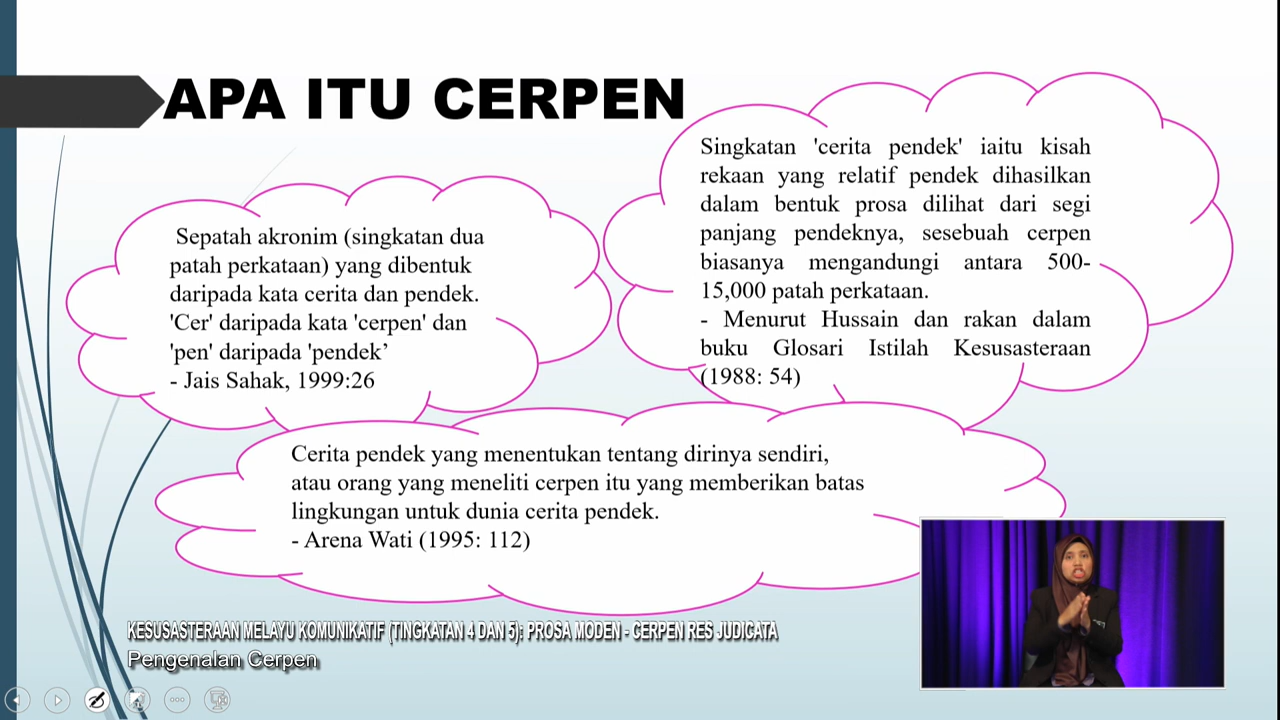 APA ITU CERPEN
Sepatah akronim (singkatan dua
patah perkataan) yang dibentuk
daripada kata cerita dan pendek.
'Cer' daripada kata 'cerpen' dan
'pen' daripada 'pendek’
- Jais Sahak, 1999:26
Singkatan 'cerita pendek' iaitu kisah
rekaan yang relatif pendek dihasilkan
dalam bentuk prosa dilihat dari segi
panjang pendeknya, sesebuah cerpen
biasanya mengandungi antara 500-
15,000 patah perkataan.
- Menurut Hussain dan rakan dalam
buku Glosari Istilah Kesusasteraan
(1988: 54)
Cerita pendek yang menentukan tentang dirinya sendiri,
atau orang yang meneliti cerpen itu yang memberikan batas
lingkungan untuk dunia cerita pendek.
- Arena Wati (1995: 112)
KESUSASTERAAN MELAYU KOMUNIKATIF (TINGKATAN 4 DAN 5): PROSA MODEN - CERPEN RES JUDICATA
Pengenalan Cerpen